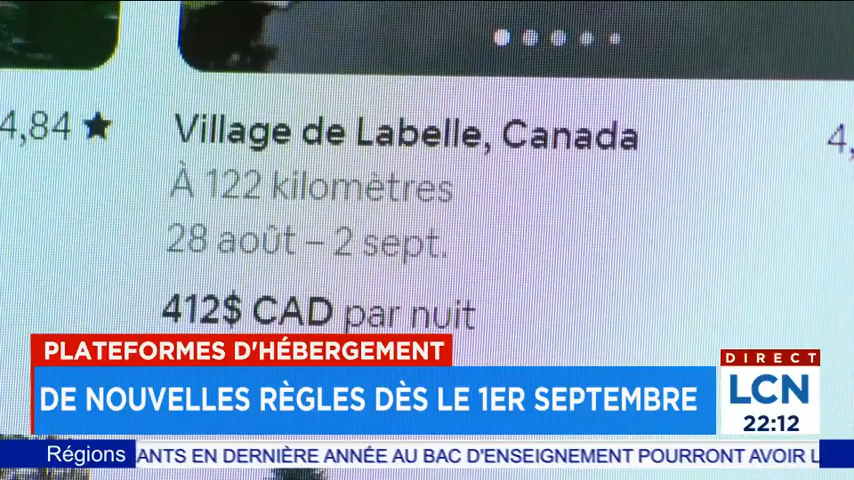 4,84 ★
Village de Labelle, Canada
4,
À 122 kilomètres
28 août – 2 sept.
412$ CAD par nuit
PLATEFORMES D'HÉBERGEMENT
DE NOUVELLES RÈGLES DÈS LE 1ER SEPTEMBRE
DIRECT
LCN
22:12
Régions
ANTS EN DERNIÈRE ANNÉE AU BAC D'ENSEIGNEMENT POURRONT AVOIR L